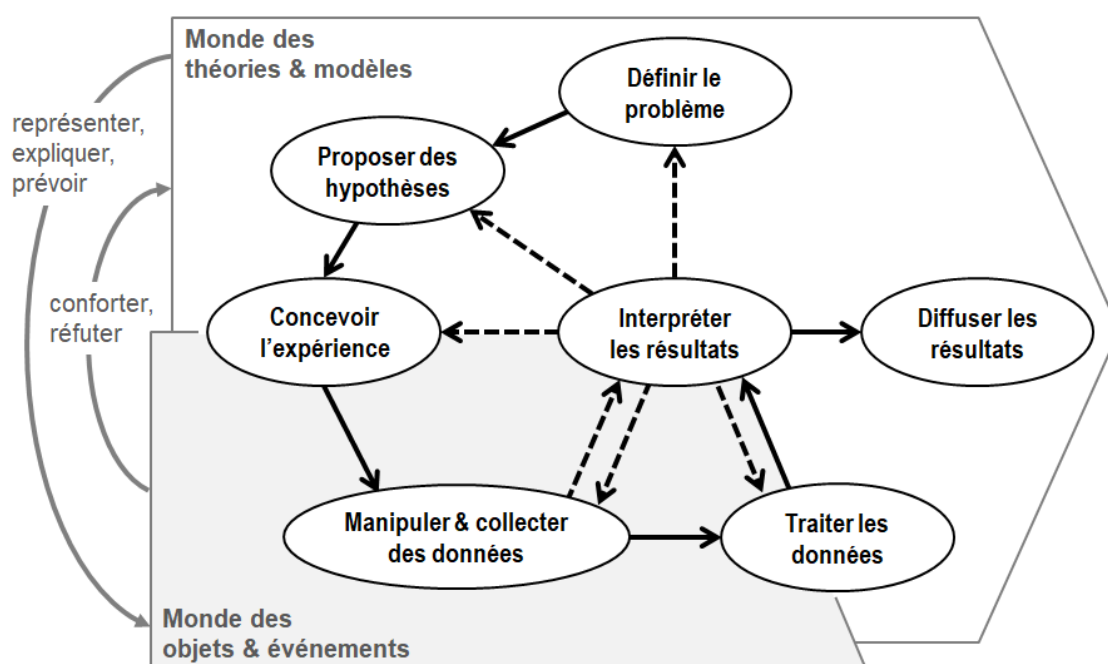 Monde des
théories & modèles
Définir le
problème
représenter,
expliquer,
prévoir
Proposer des
hypothèses
conforter,
réfuter
Concevoir
l'expérience
Interpréter
les résultats
Diffuser les
résultats
Manipuler & collecter
des données
Traiter les
données
Monde des
objets & événements